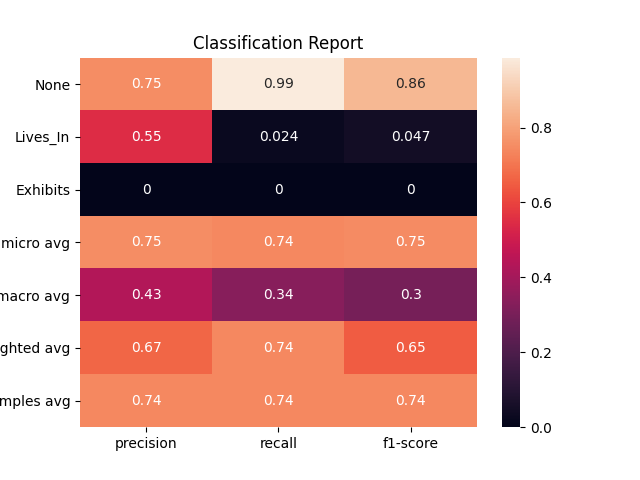 Classification Report
None 0.75 0.99 0.86
Lives_In 0.55 0.024 0.047
Exhibits 0 0 0
micro avg 0.75 0.74 0.75
macro avg 0.43 0.34 0.3
ghted avg 0.67 0.74 0.65
mples avg 0.74 0.74 0.74
precision recall f1-score
0.8
0.6
0.4
0.2
0.0